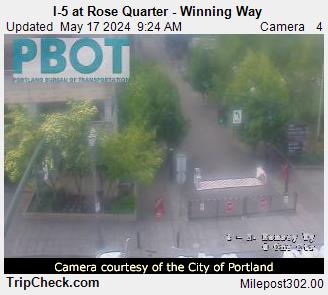 I-5 at Rose Quarter - Winning Way
Updated May 17 2024 9:24 AM Camera 4
PBOT
PORTLAND BUREAU OF TRANSPORTATION
Camera courtesy of the City of Portland
TripCheck.com Milepost302.00